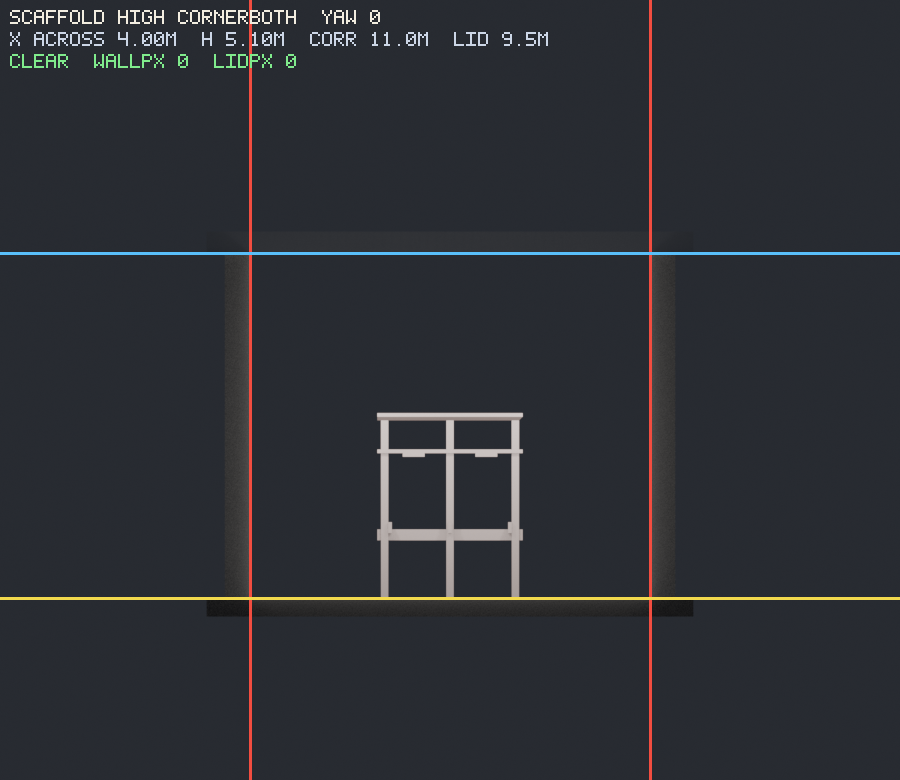 SCAFFOLD HIGH CORNERBOTH YAW 0
X ACROSS 4.00M H 5.10M CORR 11.0M LID 9.5M
CLEAR WALLPX 0 LIDPX 0